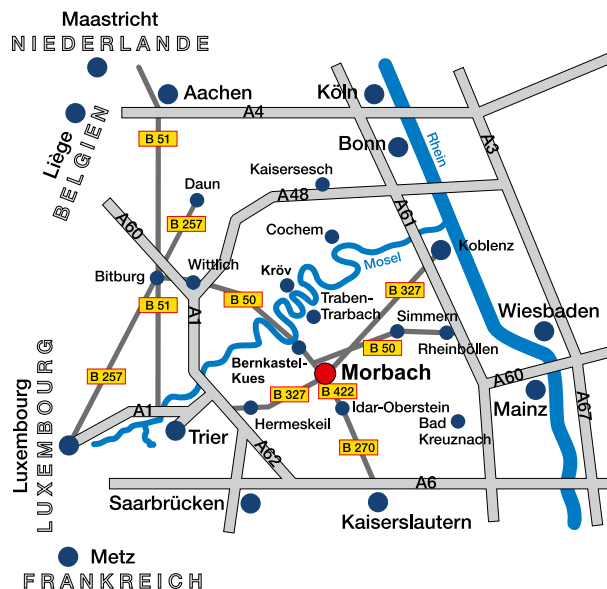 Maastricht
NIEDERLANDE
Aachen
Köln
A4
Liège
BELGIEN
B 51
Bonn
Rhein
A3
Daun
Kaisersesch
A48
A60
B 257
A61
Cochem
Koblenz
Mosel
Bitburg
Wittlich
Kröv
B 327
B 51
B 50
A1
Traben-
Trarbach
Simmern
Wiesbaden
B 50
Rheinböllen
Bernkastel-
Kues
Morbach
B 257
A60
B 327
B 422
Mainz
A67
Luxembourg
LUXEMBOURG
A1
Hermeskeil
Idar-Oberstein
Bad
Kreuznach
Trier
A62
B 270
A6
Saarbrücken
Kaiserslautern
Metz
FRANKREICH